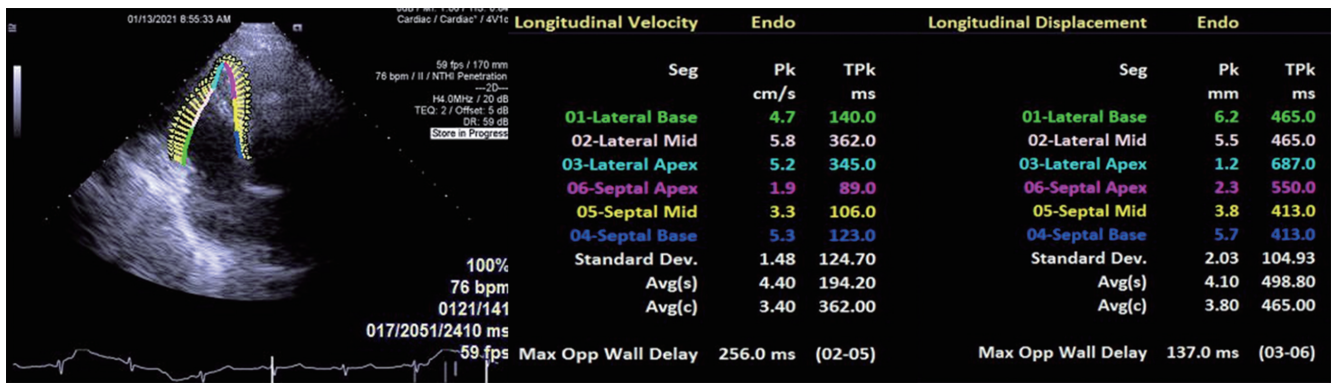 01/13/2021 8:55:33 AM
Cardiac / Cardiac* / 4V1c
59 fps / 170 mm
76 bpm / II / NTHI Penetration
---2D---
H4.0MHz / 20 dB
TEQ: 2 / Offset: 5 dB
DR: 59 dB
Store in Progress
100%
76 bpm
0121/141
017/2051/2410 ms
59 fps
Longitudinal Velocity Endo
Seg Pk TPk
cm/s ms
01-Lateral Base 4.7 140.0
02-Lateral Mid 5.8 362.0
03-Lateral Apex 5.2 345.0
06-Septal Apex 1.9 89.0
05-Septal Mid 3.3 106.0
04-Septal Base 5.3 123.0
Standard Dev. 1.48 124.70
Avg(s) 4.40 194.20
Avg(c) 3.40 362.00
Max Opp Wall Delay 256.0 ms (02-05)
Longitudinal Displacement Endo
Seg Pk TPk
mm ms
01-Lateral Base 6.2 465.0
02-Lateral Mid 5.5 465.0
03-Lateral Apex 1.2 687.0
06-Septal Apex 2.3 550.0
05-Septal Mid 3.8 413.0
04-Septal Base 5.7 413.0
Standard Dev. 2.03 104.93
Avg(s) 4.10 498.80
Avg(c) 3.80 465.00
Max Opp Wall Delay 137.0 ms (03-06)